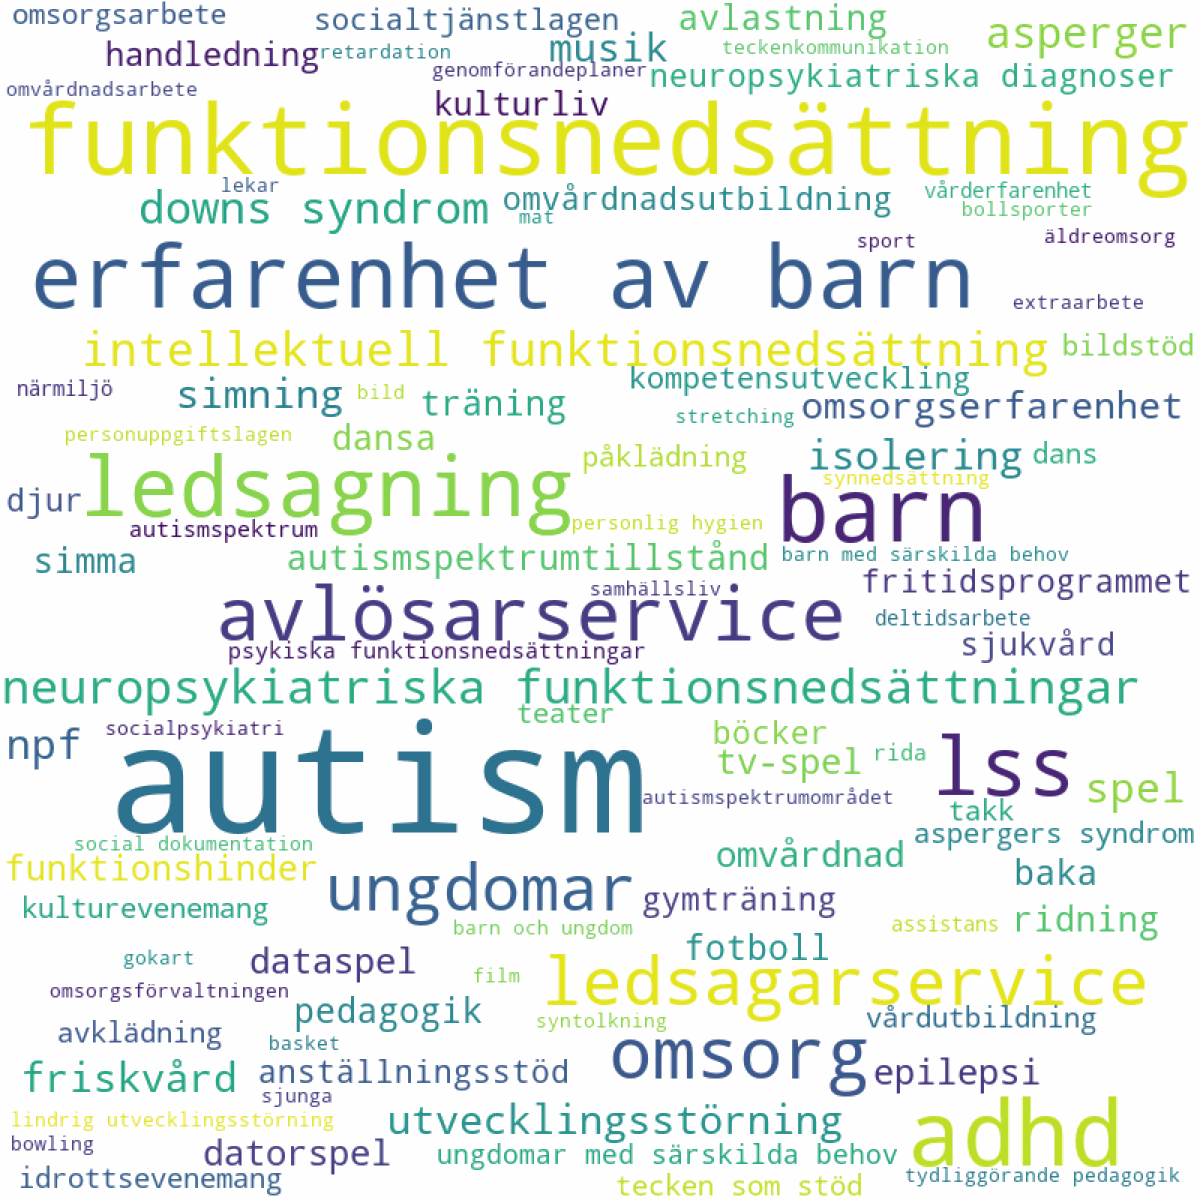 omsorgsarbete
socialtjänstlagen
avlastning
asperger
handledning
retardation
musik
teckenkommunikation
genomförandeplaner
neuropsykiatriska diagnoser
omvårdnadsarbete
kulturliv
funktionsnedsättning
lekar
downs syndrom
omvårdnadsutbildning
vårderfarenhet
mat
bollsporter
sport
äldreomsorg
erfarenhet av barn
extraarbete
intellektuell funktionsnedsättning
bildstöd
närmiljö
simning
bild
träning
kompetensutveckling
stretching
omsorgserfarenhet
personuppgiftslagen
dansa
påklädning
isolering
dans
synnedsättning
djur
ledsagning
personlig hygien
barn
autismspektrum
simma
autismspektrumtillstånd
barn med särskilda behov
samhällsliv
fritidsprogrammet
avlösarservice
deltidsarbete
psykiska funktionsnedsättningar
sjukvård
neuropsykiatriska funktionsnedsättningar
teater
socialpsykiatri
npf
böcker
tv-spel
rida
lss
spel
autism
autismspektrumområdet
takk
aspergers syndrom
social dokumentation
funktionshinder
omvårdnad
baka
ungdomar
gymträning
kulturevenemang
barn och ungdom
assistans
ridning
fotboll
gokart
dataspel
film
ledsagarservice
omsorgsförvaltningen
pedagogik
syntolkning
vårdutbildning
avklädning
basket
omsorg
friskvård
anställningsstöd
epilepsi
sjunga
lindrig utvecklingsstörning
utvecklingsstörning
adhd
bowling
datorspel
ungdomar med särskilda behov
idrottsevenemang
tecken som stöd
tydliggörande pedagogik